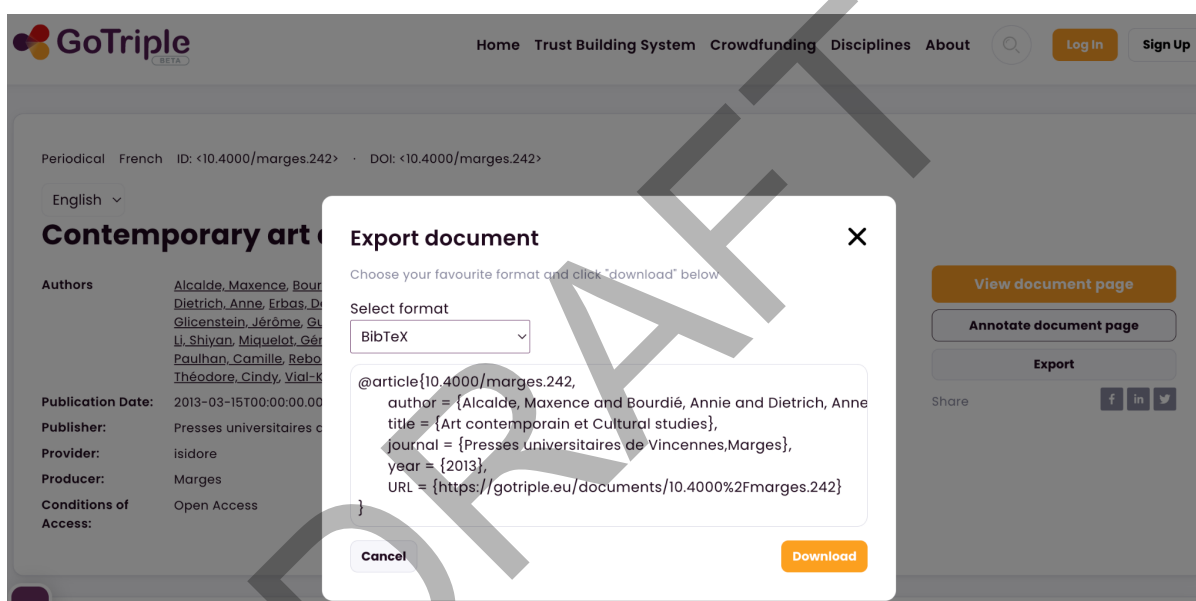 GoTriple
BETA
Home Trust Building System Crowdfunding Disciplines About Log In Sign Up
Periodical French ID: <10.4000/marges.242> · DOI: <10.4000/marges.242>
English
Contemporary art
Export document
Choose your favourite format and click "download" below
Select format
BibTeX
@article{10.4000/marges.242,
author = {Alcalde, Maxence and Bourdié, Annie and Dietrich, Anne
title = {Art contemporain et Cultural studies},
journal = {Presses universitaires de Vincennes,Marges},
year = {2013},
URL = {https://gotriple.eu/documents/10.4000%2Fmarges.242}
}
Cancel Download
Authors Alcalde, Maxence, Bour
Dietrich, Anne, Erbas, D
Glicenstein, Jérôme, Gu
Li, Shiyan, Miquelot, Gér
Paulhan, Camille, Rebo
Théodore, Cindy, Vial-K
Publication Date: 2013-03-15T00:00:00.00
Publisher: Presses universitaires d
Provider: isidore
Producer: Marges
Conditions of Access: Open Access
View document page
Annotate document page
Export
Share f in
DRAFT